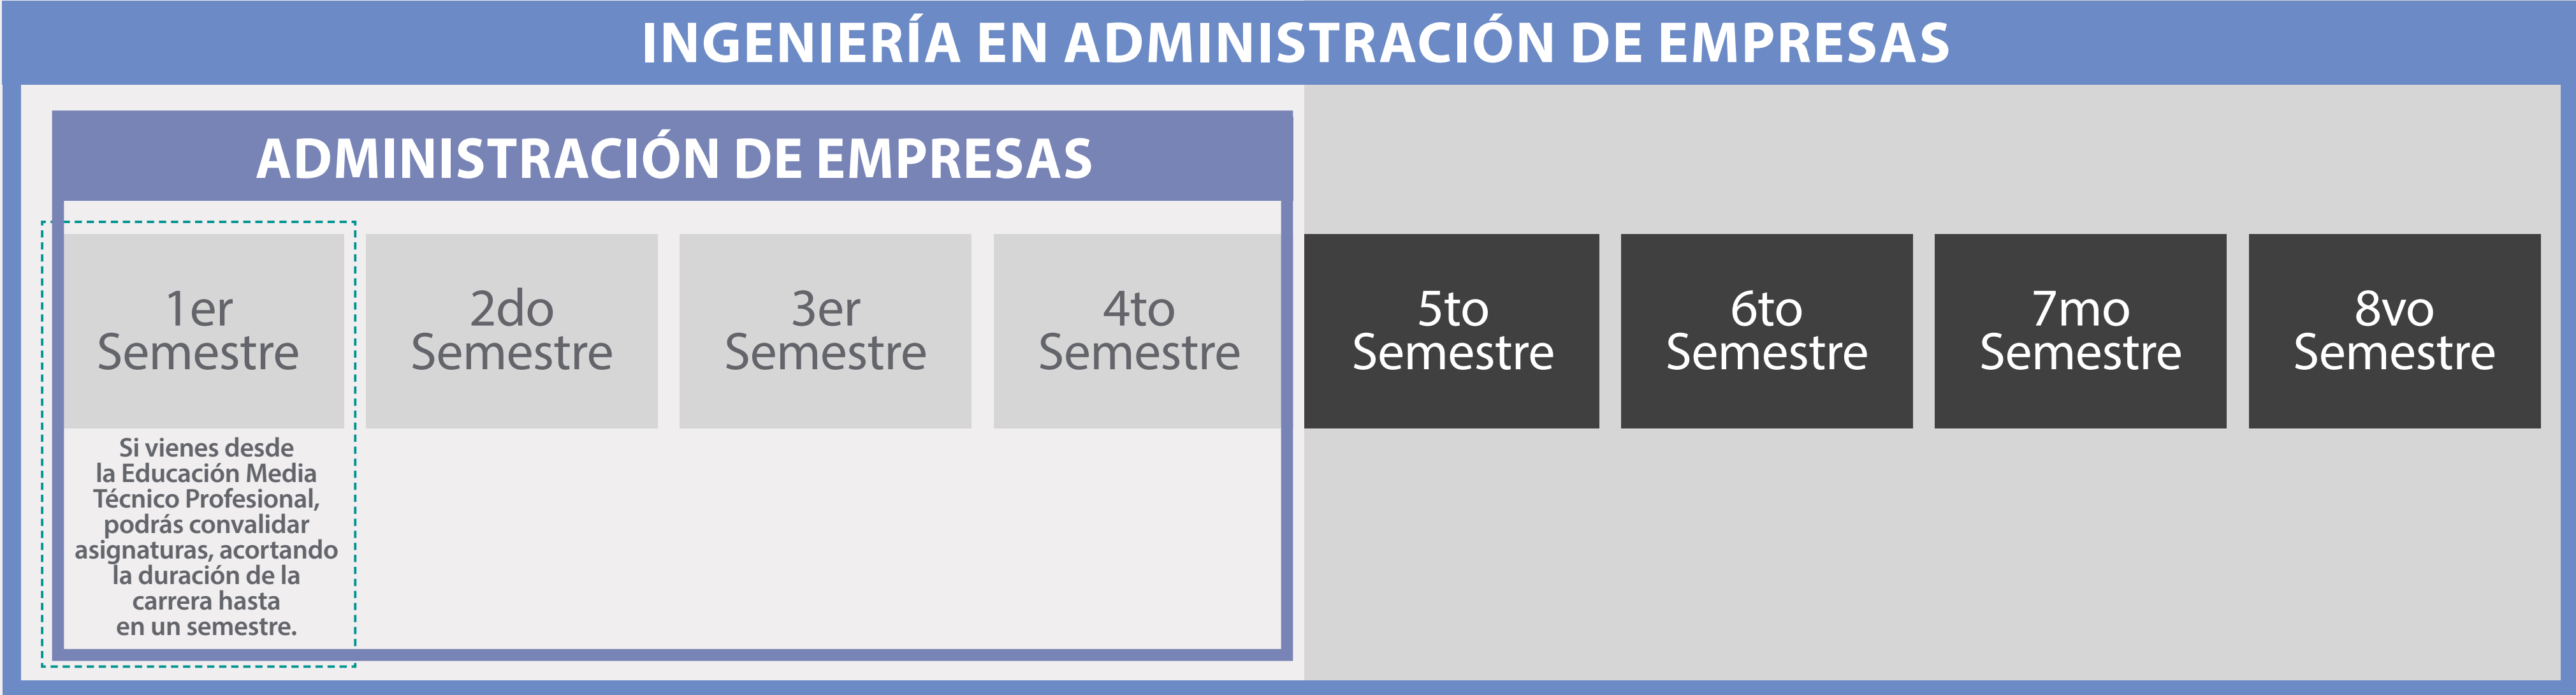 INGENIERÍA EN ADMINISTRACIÓN DE EMPRESAS
ADMINISTRACIÓN DE EMPRESAS
1er
Semestre
2do
Semestre
3er
Semestre
4to
Semestre
5to
Semestre
6to
Semestre
7mo
Semestre
8vo
Semestre
Si vienes desde
la Educación Media
Técnico Profesional,
podrás convalidar
asignaturas, acortando
la duración de la
carrera hasta
en un semestre.